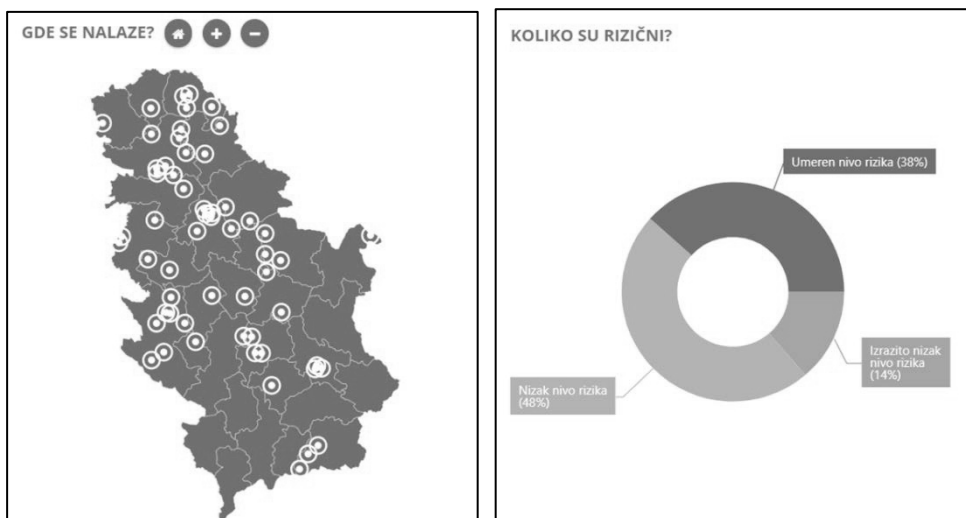 GDE SE NALAZE?
KOLIKO SU RIZIČNI?
Umeren nivo rizika (38%)
Izrazito nizak
nivo rizika
(14%)
Nizak nivo rizika
(48%)